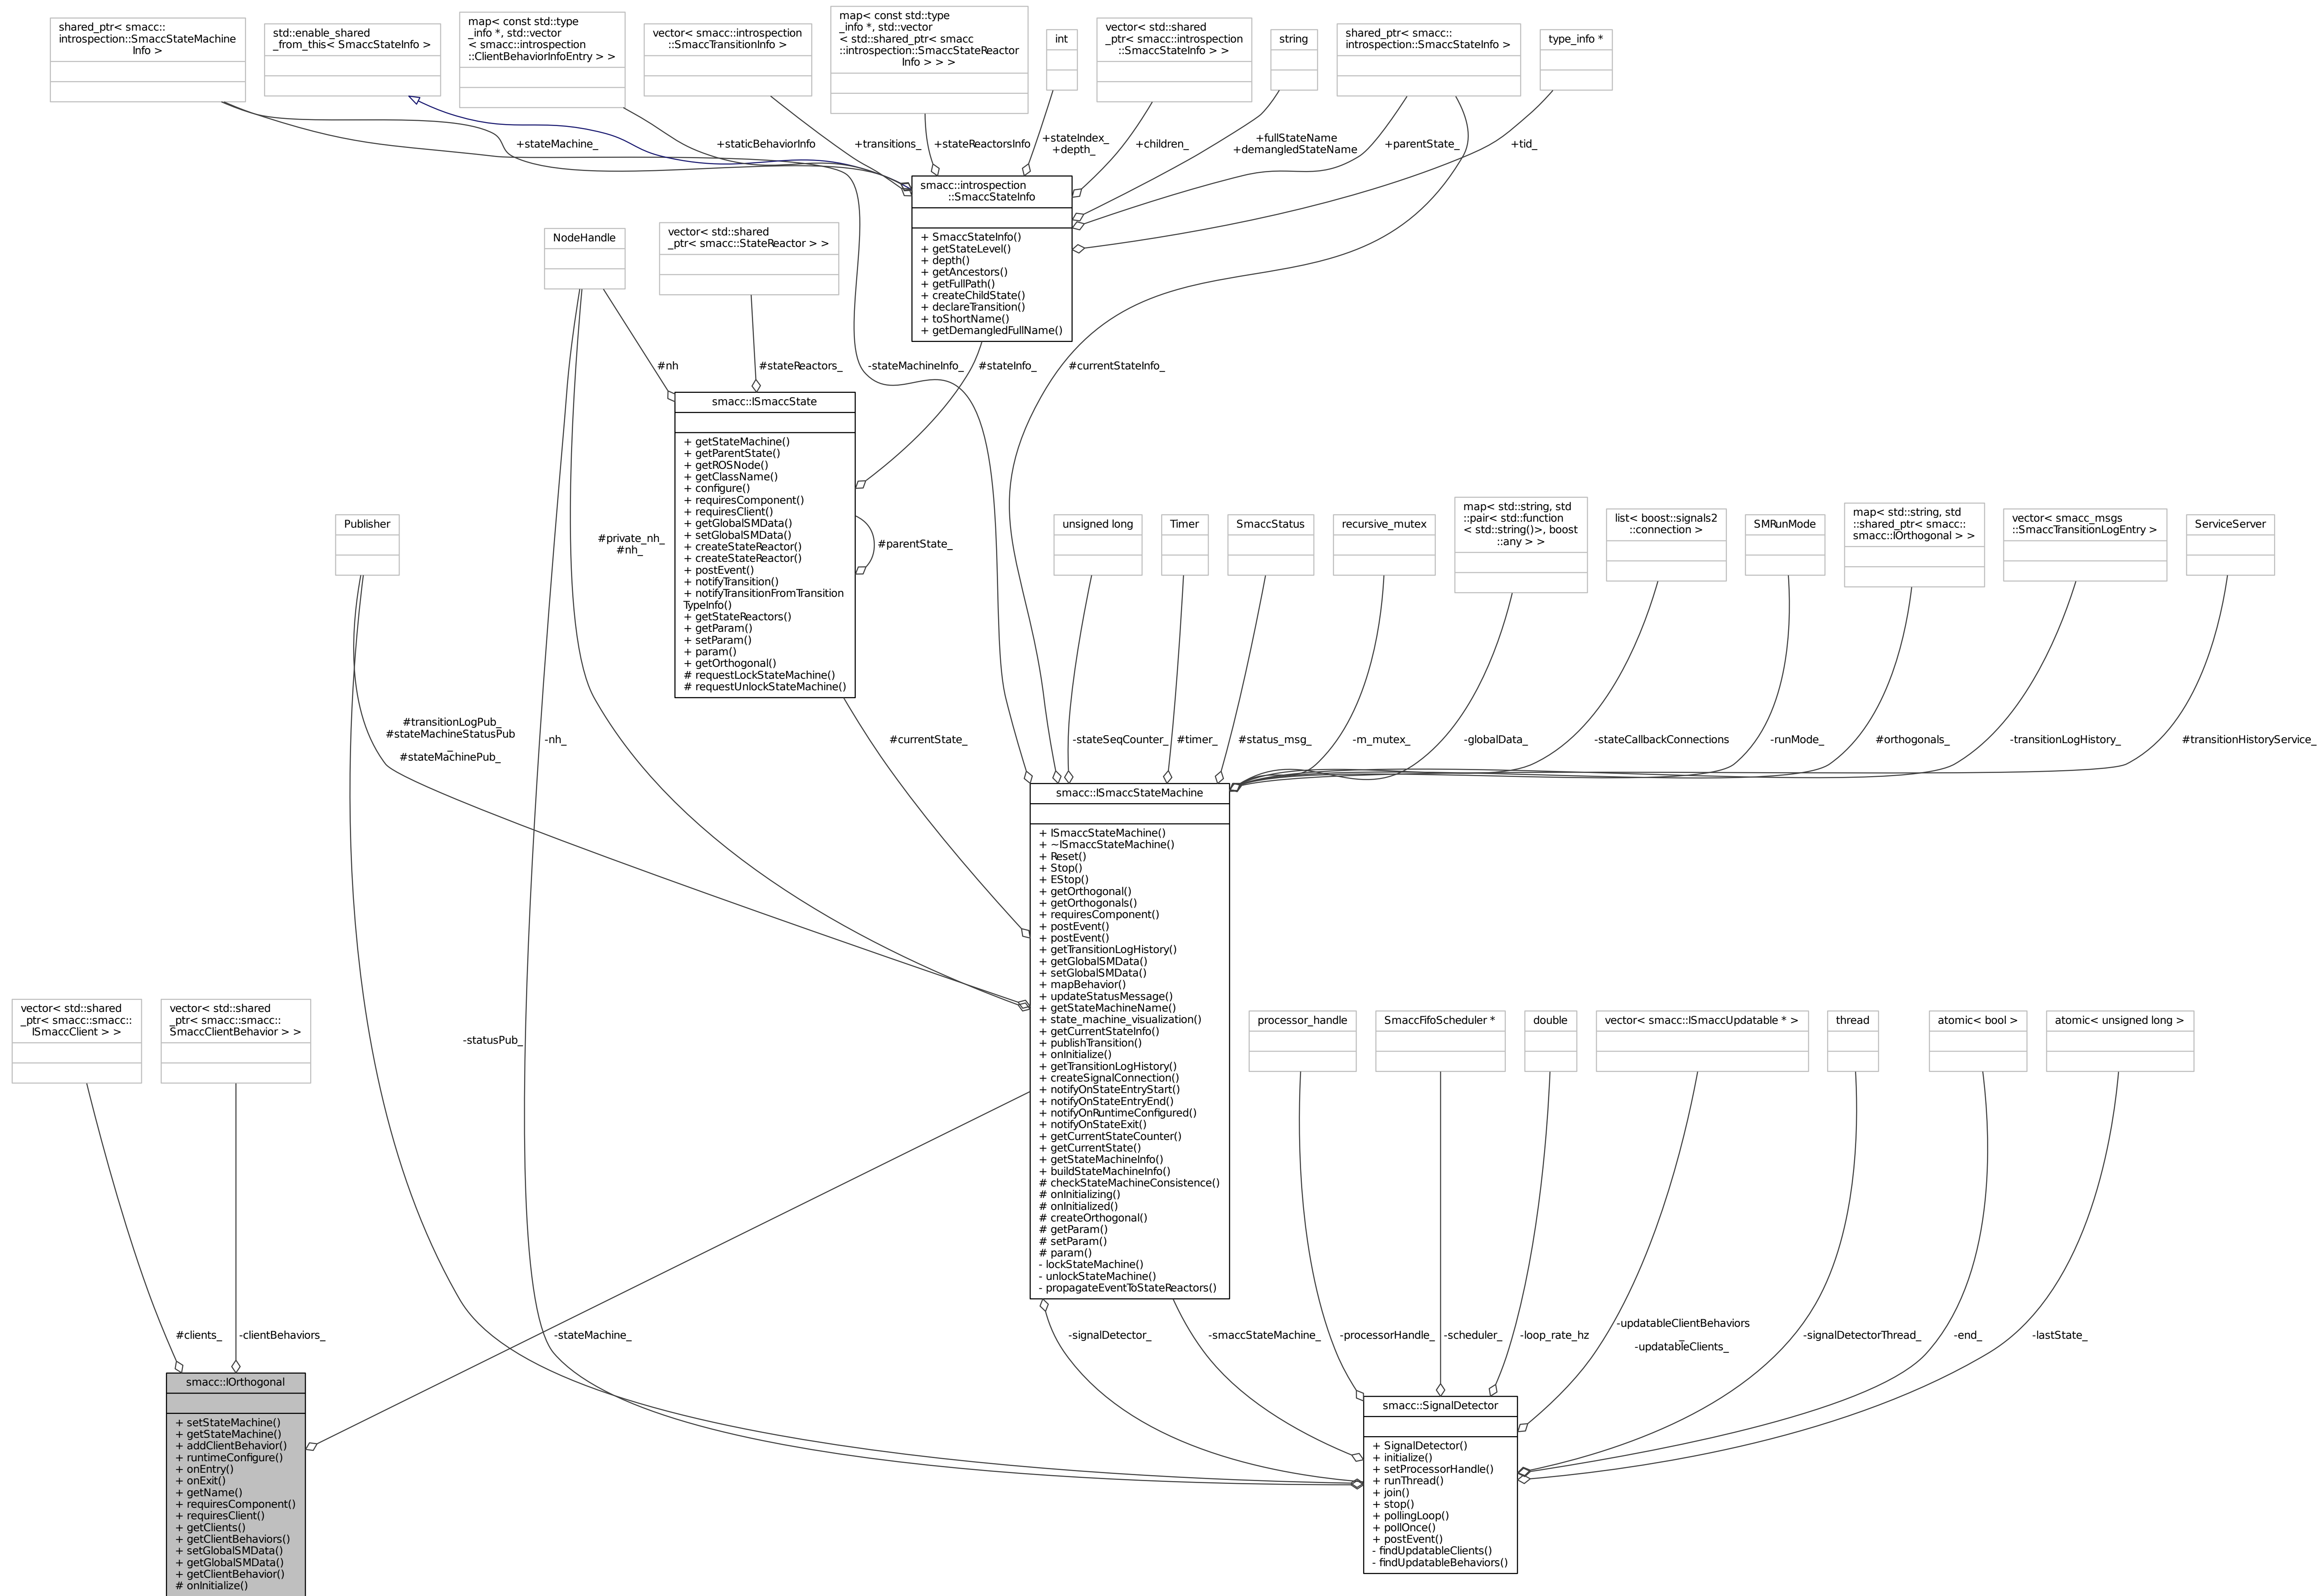 shared_ptr< smacc::
introspection::SmaccStateMachine
Info >
std::enable_shared
_from_this< SmaccStateInfo >
map< const std::type
_info *, std::vector
< smacc::introspection
::ClientBehaviorInfoEntry > >
vector< smacc::introspection
::SmaccTransitionInfo >
map< const std::type
_info *, std::vector
< std::shared_ptr< smacc
::introspection::SmaccStateReactor
Info > > >
int
vector< std::shared
_ptr< smacc::introspection
::SmaccStateInfo > >
string
shared_ptr< smacc::
introspection::SmaccStateInfo >
type_info *
+stateMachine_
+staticBehaviorInfo
+transitions_
+stateReactorsInfo
+stateIndex_
+depth_
+children_
+fullStateName
+demangledStateName
+parentState_
+tid_
smacc::introspection
::SmaccStateInfo
+ SmaccStateInfo()
+ getStateLevel()
+ depth()
+ getAncestors()
+ getFullPath()
+ createChildState()
+ declareTransition()
+ toShortName()
+ getDemangledFullName()
NodeHandle
vector< std::shared
_ptr< smacc::StateReactor > >
#nh
#stateReactors_
-stateMachineInfo_
#stateInfo_
#currentStateInfo_
smacc::ISmaccState
+ getStateMachine()
+ getParentState()
+ getROSNode()
+ getClassName()
+ configure()
+ requiresComponent()
+ requiresClient()
+ getGlobalSMData()
+ setGlobalSMData()
+ createStateReactor()
+ createStateReactor()
+ postEvent()
+ notifyTransition()
+ notifyTransitionFromTransition
TypeInfo()
+ getStateReactors()
+ getParam()
+ setParam()
+ param()
+ getOrthogonal()
# requestLockStateMachine()
# requestUnlockStateMachine()
#parentState_
#private_nh_
#nh_
Publisher
unsigned long
Timer
SmaccStatus
recursive_mutex
map< std::string, std
::pair< std::function
< std::string()>, boost
::any > >
list< boost::signals2
::connection >
SMRunMode
map< std::string, std
::shared_ptr< smacc::
smacc::IOrthogonal > >
vector< smacc_msgs
::SmaccTransitionLogEntry >
ServiceServer
#transitionLogPub_
#stateMachineStatusPub
_
#stateMachinePub_
-nh_
#currentState_
-stateSeqCounter_
#timer_
#status_msg_
-m_mutex_
-globalData_
-stateCallbackConnections
-runMode_
#orthogonals_
-transitionLogHistory_
#transitionHistoryService_
smacc::ISmaccStateMachine
+ ISmaccStateMachine()
+ ~ISmaccStateMachine()
+ Reset()
+ Stop()
+ EStop()
+ getOrthogonal()
+ getOrthogonals()
+ requiresComponent()
+ postEvent()
+ postEvent()
+ getTransitionLogHistory()
+ getGlobalSMData()
+ setGlobalSMData()
+ mapBehavior()
+ updateStatusMessage()
+ getStateMachineName()
+ state_machine_visualization()
+ getCurrentStateInfo()
+ publishTransition()
+ onInitialize()
+ getTransitionLogHistory()
+ createSignalConnection()
+ notifyOnStateEntryStart()
+ notifyOnStateEntryEnd()
+ notifyOnRuntimeConfigured()
+ notifyOnStateExit()
+ getCurrentStateCounter()
+ getCurrentState()
+ getStateMachineInfo()
+ buildStateMachineInfo()
# checkStateMachineConsistence()
# onInitializing()
# onInitialized()
# createOrthogonal()
# getParam()
# setParam()
# param()
- lockStateMachine()
- unlockStateMachine()
- propagateEventToStateReactors()
vector< std::shared
_ptr< smacc::smacc::
ISmaccClient > >
vector< std::shared
_ptr< smacc::smacc::
SmaccClientBehavior > >
-statusPub_
processor_handle
SmaccFifoScheduler *
double
vector< smacc::ISmaccUpdatable * >
thread
atomic< bool >
atomic< unsigned long >
#clients_
-clientBehaviors_
-stateMachine_
-signalDetector_
-smaccStateMachine_
-processorHandle_
-scheduler_
-loop_rate_hz
-updatableClientBehaviors
_
-updatableClients_
-signalDetectorThread_
-end_
-lastState_
smacc::IOrthogonal
+ setStateMachine()
+ getStateMachine()
+ addClientBehavior()
+ runtimeConfigure()
+ onEntry()
+ onExit()
+ getName()
+ requiresComponent()
+ requiresClient()
+ getClients()
+ getClientBehaviors()
+ setGlobalSMData()
+ getGlobalSMData()
+ getClientBehavior()
# onInitialize()
smacc::SignalDetector
+ SignalDetector()
+ initialize()
+ setProcessorHandle()
+ runThread()
+ join()
+ stop()
+ pollingLoop()
+ pollOnce()
+ postEvent()
- findUpdatableClients()
- findUpdatableBehaviors()